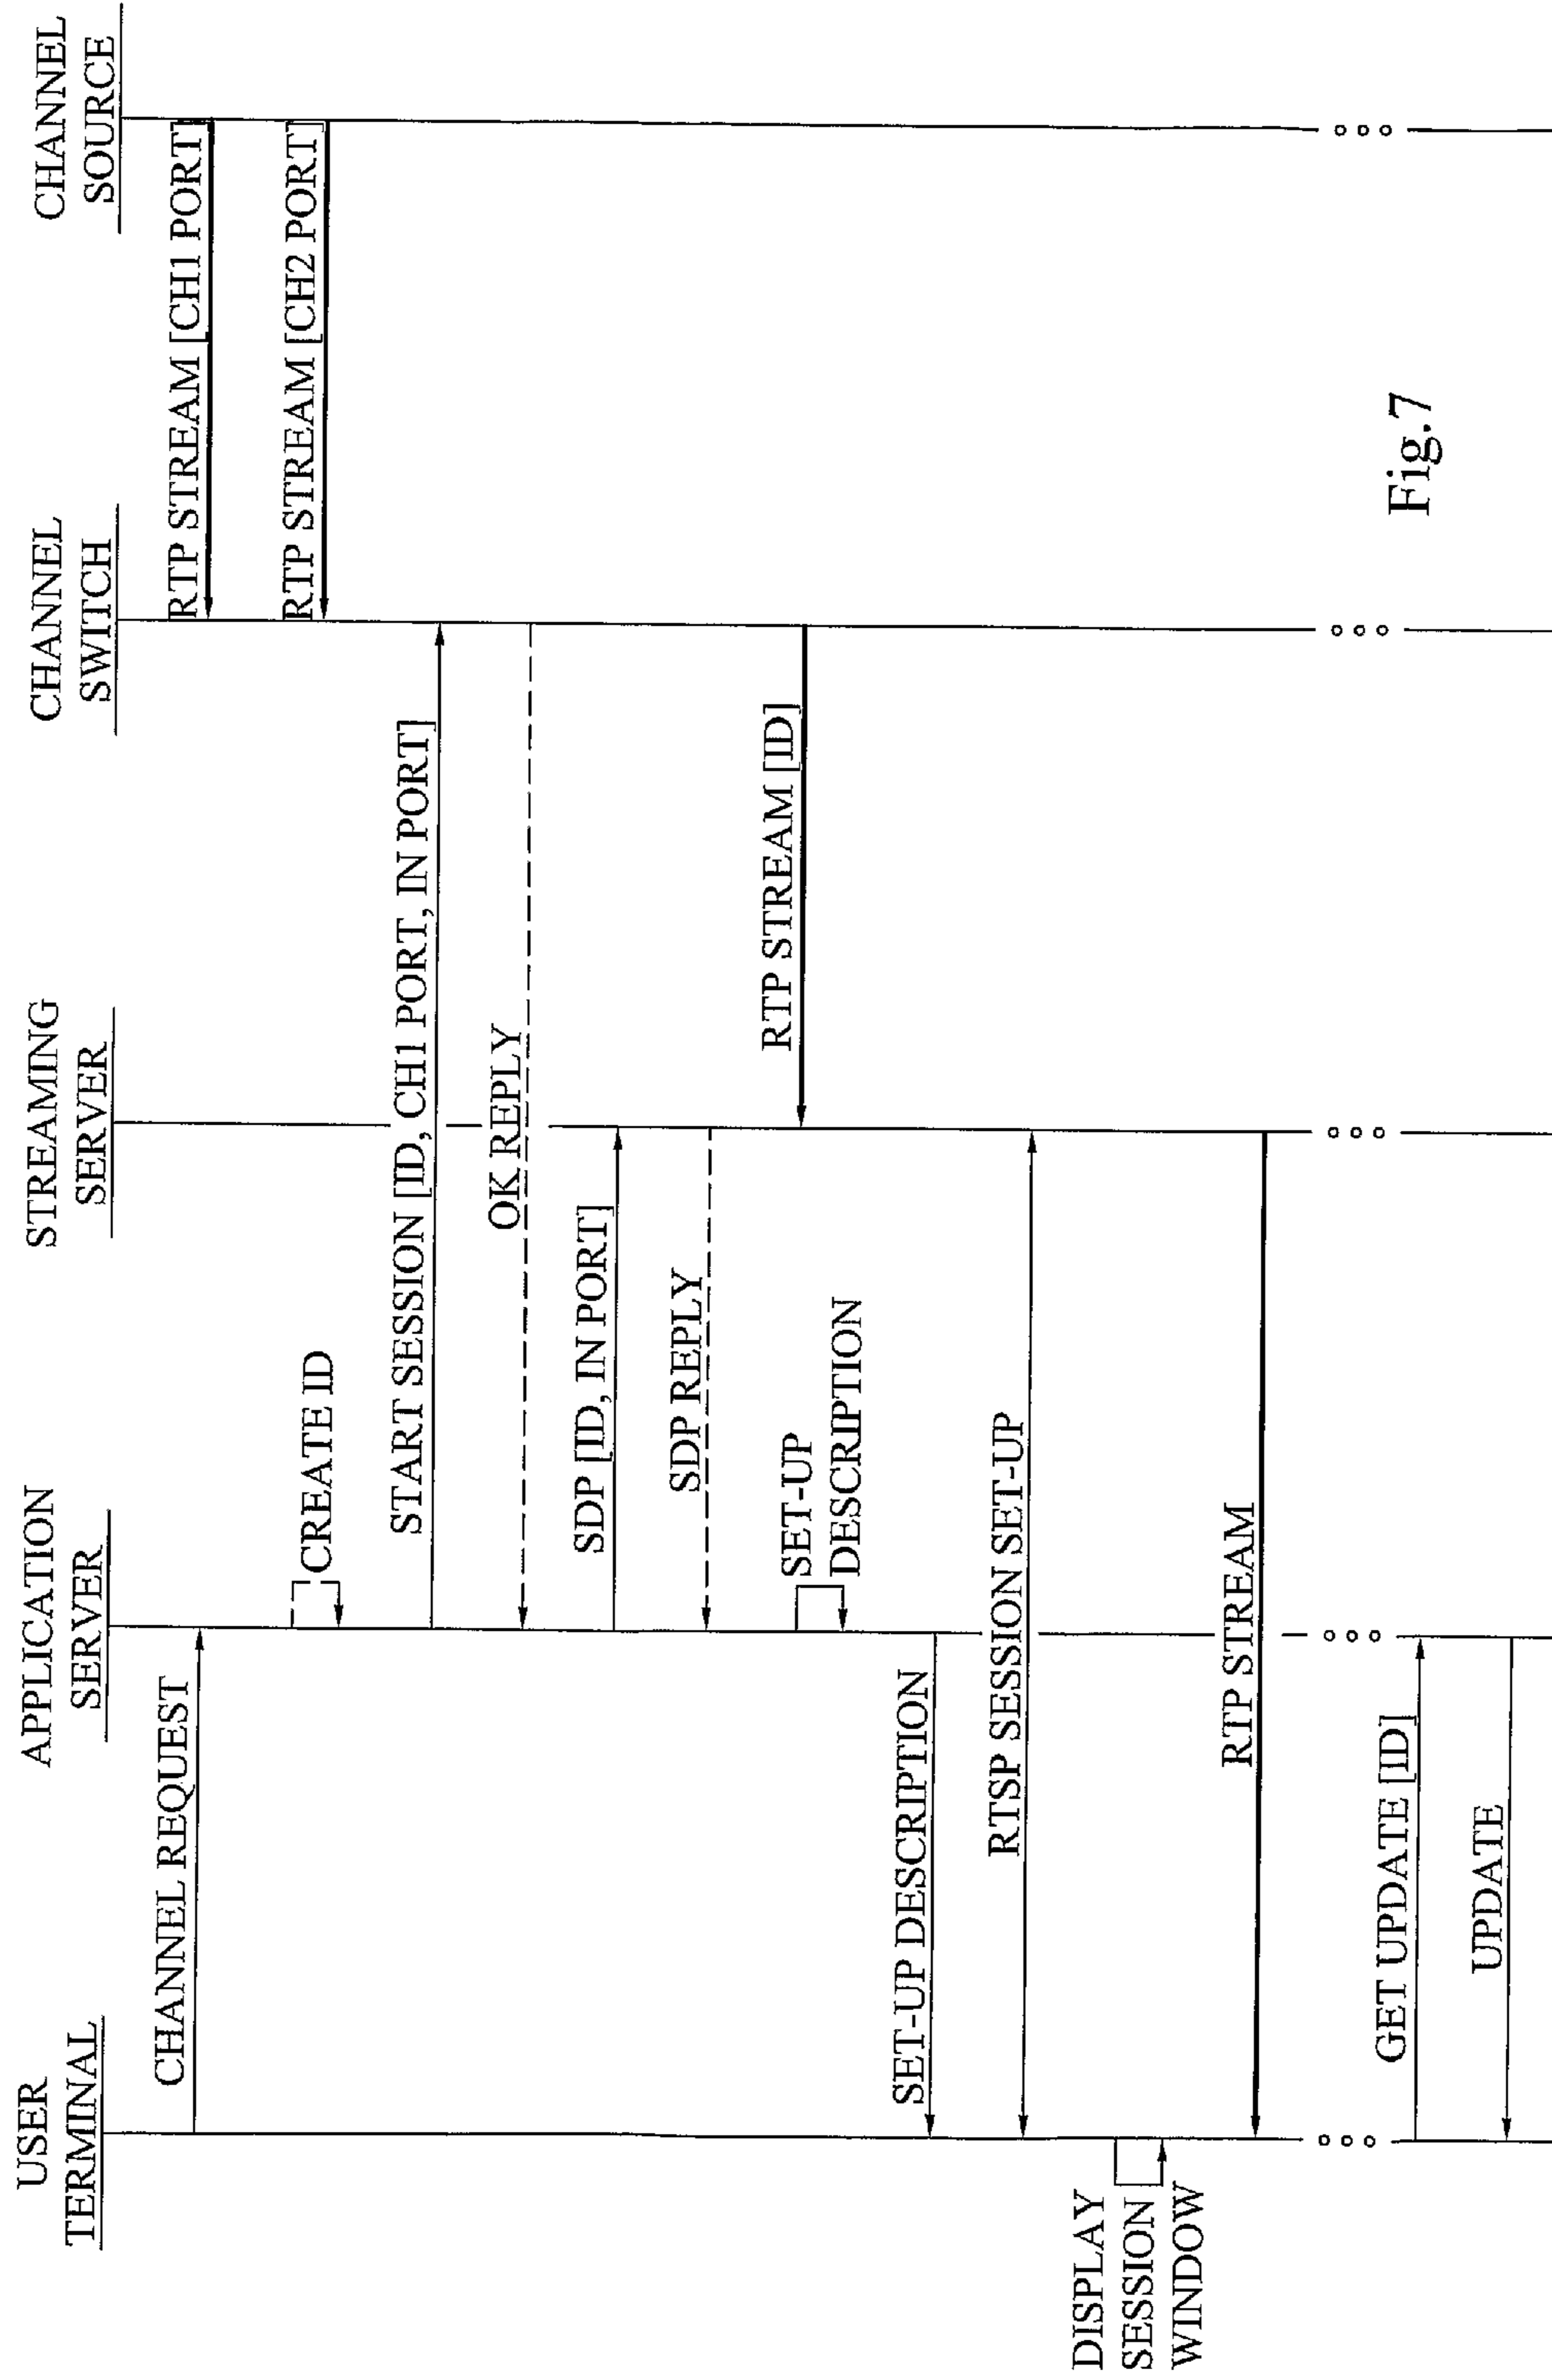 USER
TERMINAL
APPLICATION
SERVER
STREAMING
SERVER
CHANNEL
SWITCH
CHANNEL
SOURCE
CHANNEL REQUEST
RTP STREAM [CH1 PORT]
CREATE ID
RTP STREAM [CH2 PORT]
START SESSION [ID, CH1 PORT, IN PORT]
OK REPLY
SDP [ID, IN PORT]
SDP REPLY
SET-UP
DESCRIPTION
RTP STREAM [ID]
SET-UP DESCRIPTION
RTSP SESSION SET-UP
DISPLAY
SESSION
WINDOW
RTP STREAM
GET UPDATE [ID]
UPDATE
Fig.7